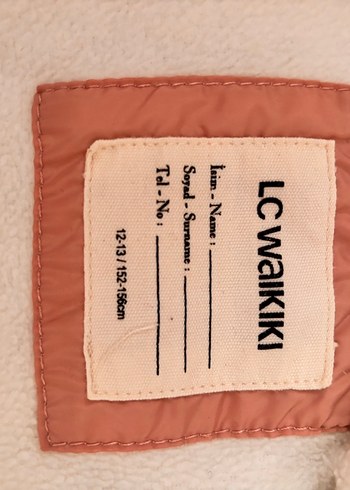 LC WAIKIKI
İsim - Name :
Soyad - Surname :
Tel - No :
12-13 / 152-156cm